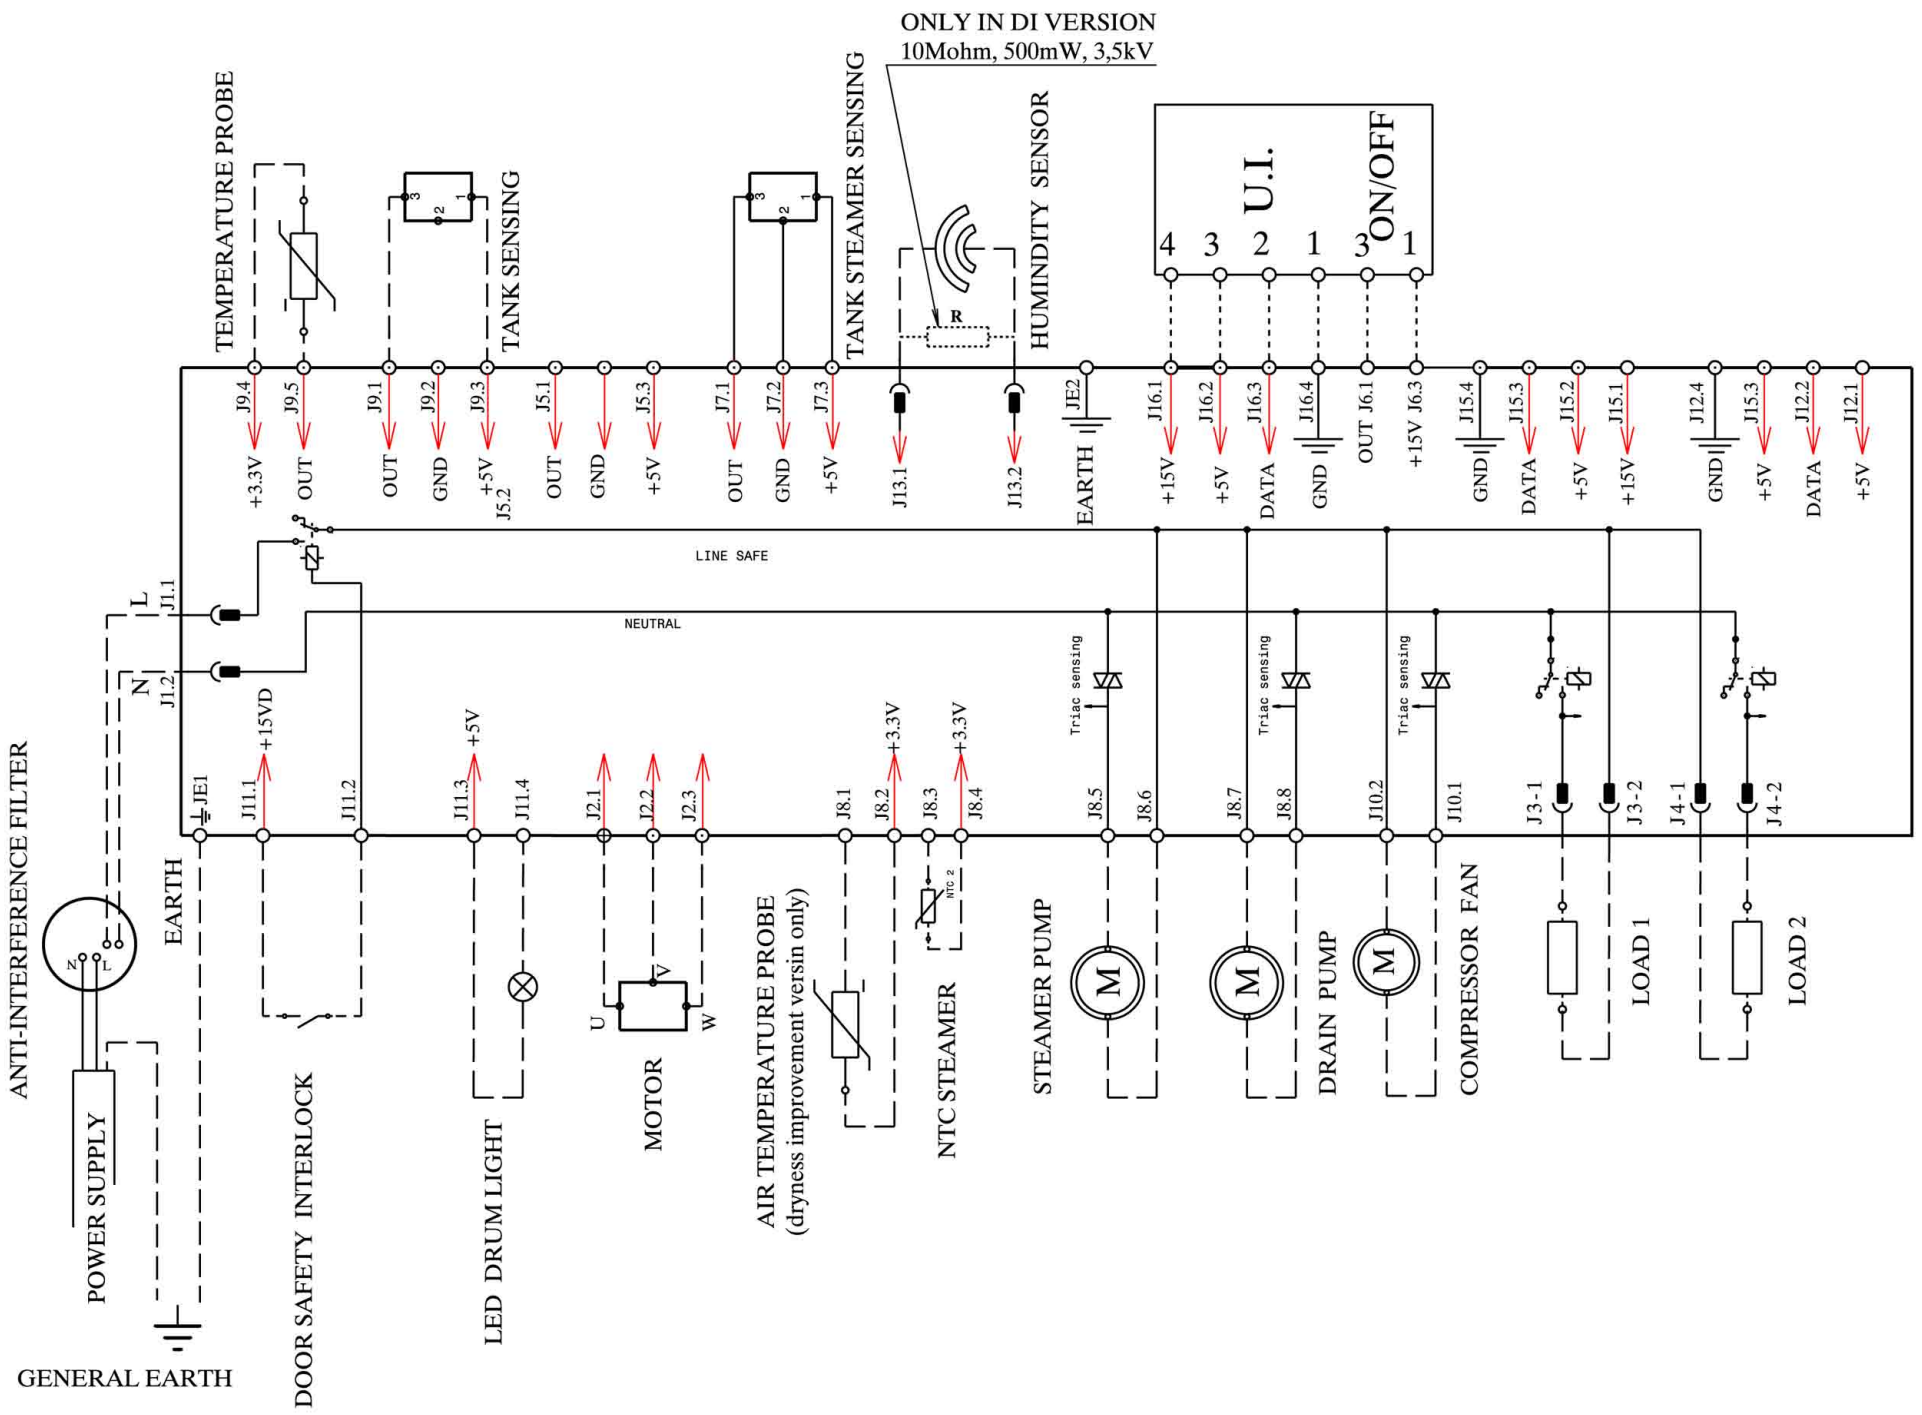 ONLY IN DI VERSION
10Mohm, 500mW, 3,5kV
TEMPERATURE PROBE
TANK SENSING
TANK STEAMER SENSING
HUMINDITY SENSOR
3
2
1
3
2
1
R
U.I.
ON/OFF
4
3
2
1
3
1
J9.4
J9.5
J9.1
J9.2
J9.3
J5.1
J5.3
J7.1
J7.2
J7.3
JE2
J16.1
J16.2
J16.3
J16.4
OUT J6.1
+15V J6.3
J15.4
J15.3
J15.2
J15.1
J12.4
J15.3
J12.2
J12.1
+3.3V
OUT
OUT
GND
+5V
J5.2
OUT
GND
+5V
OUT
GND
+5V
J13.1
J13.2
EARTH
+15V
+5V
DATA
GND
GND
DATA
+5V
+15V
GND
+5V
DATA
+5V
LINE SAFE
NEUTRAL
L
J1.1
N
J1.2
ANTI-INTERFERENCE FILTER
N
L
POWER SUPPLY
GENERAL EARTH
EARTH
JE1
J11.1
+15VD
J11.2
J11.3
+5V
J11.4
J2.1
J2.2
J2.3
J8.1
J8.2
+3.3V
J8.3
J8.4
+3.3V
Triac sensing
Triac sensing
Triac sensing
J8.5
J8.6
J8.7
J8.8
J10.2
J10.1
J3-1
J3-2
J4-1
J4-2
DOOR SAFETY INTERLOCK
LED DRUM LIGHT
U
V
W
MOTOR
AIR TEMPERATURE PROBE
(dryness improvement versin only)
NTC 2
NTC STEAMER
STEAMER PUMP
M
M
DRAIN PUMP
M
COMPRESSOR FAN
LOAD 1
LOAD 2